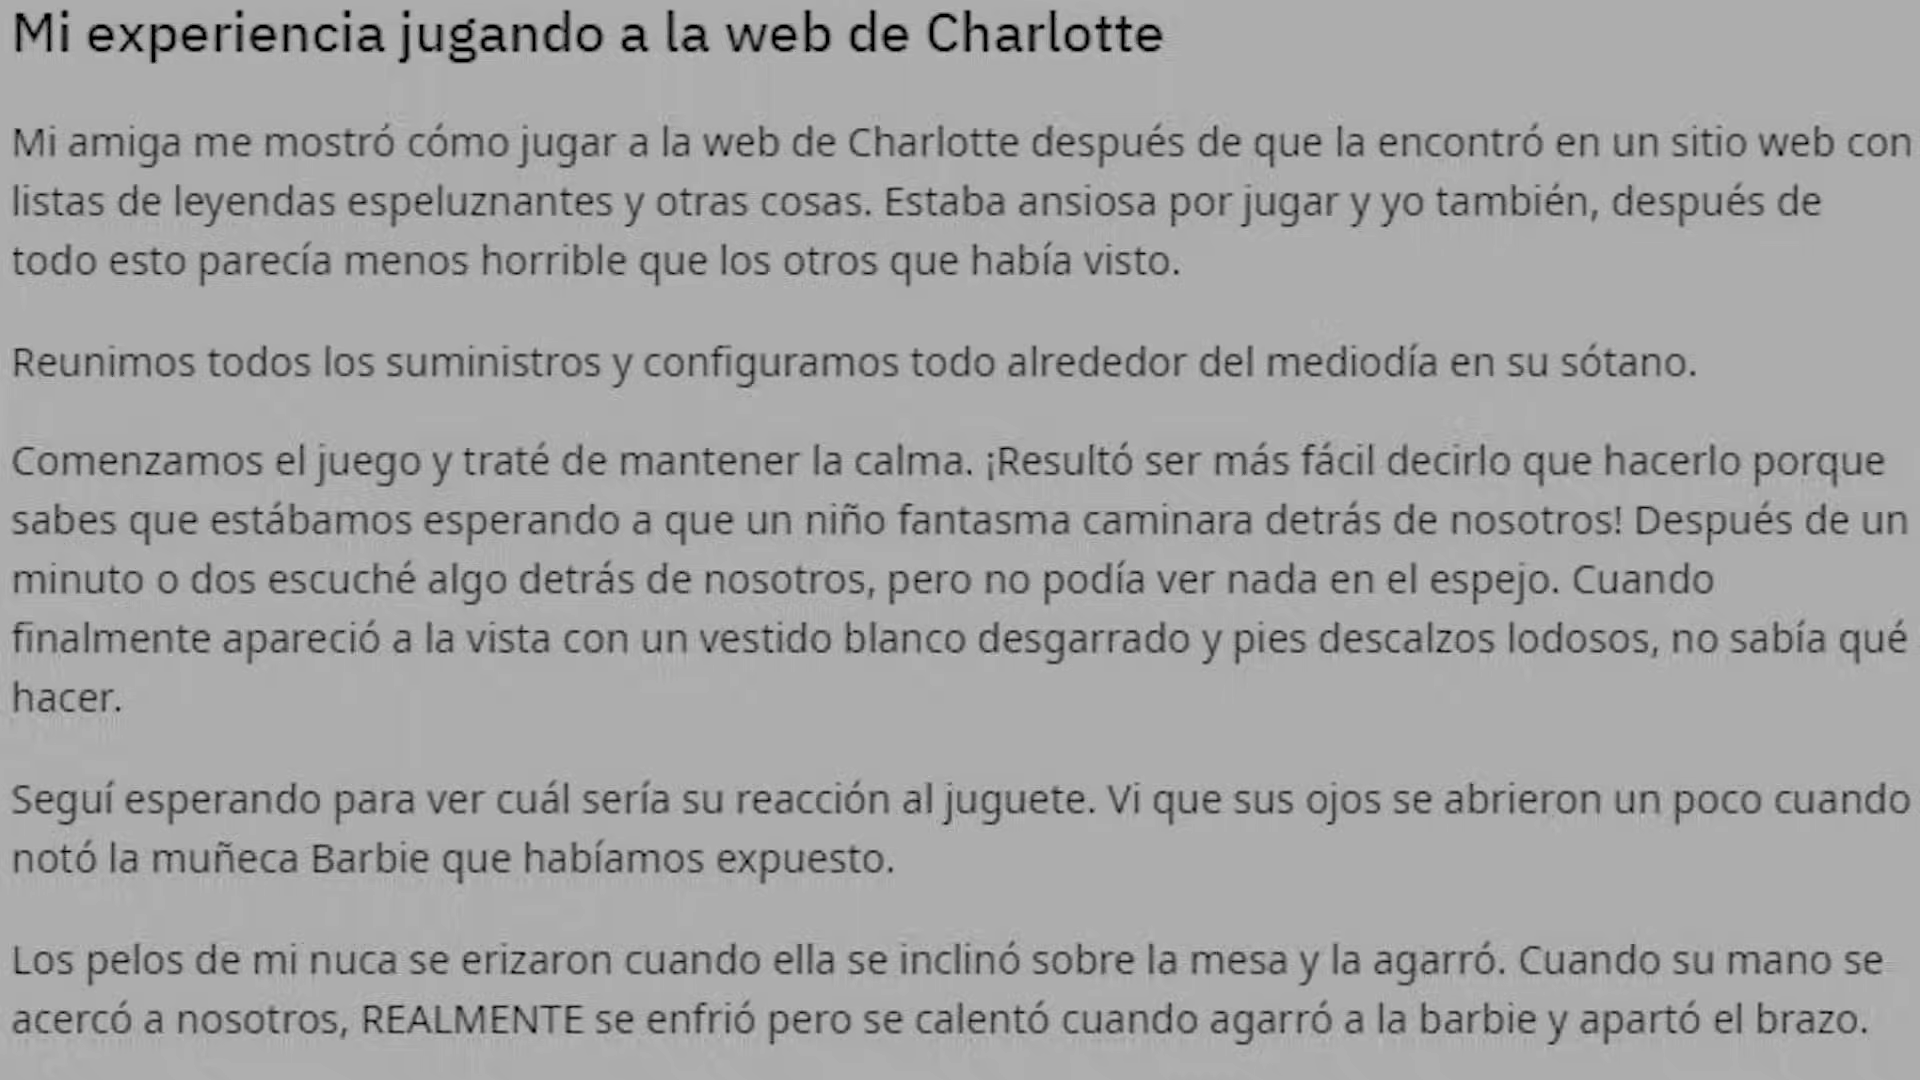 Mi experiencia jugando a la web de Charlotte
Mi amiga me mostró cómo jugar a la web de Charlotte después de que la encontró en un sitio web con
listas de leyendas espeluznantes y otras cosas. Estaba ansiosa por jugar y yo también, después de
todo esto parecía menos horrible que los otros que había visto.
Reunimos todos los suministros y configuramos todo alrededor del mediodía en su sótano.
Comenzamos el juego y traté de mantener la calma. ¡Resultó ser más fácil decirlo que hacerlo porque
sabes que estábamos esperando a que un niño fantasma caminara detrás de nosotros! Después de un
minuto o dos escuché algo detrás de nosotros, pero no podía ver nada en el espejo. Cuando
finalmente apareció a la vista con un vestido blanco desgarrado y pies descalzos lodosos, no sabía qué
hacer.
Seguí esperando para ver cuál sería su reacción al juguete. Vi que sus ojos se abrieron un poco cuando
notó la muñeca Barbie que habíamos expuesto.
Los pelos de mi nuca se erizaron cuando ella se inclinó sobre la mesa y la agarró. Cuando su mano se
acercó a nosotros, REALMENTE se enfrió pero se calentó cuando agarró a la barbie y apartó el brazo.